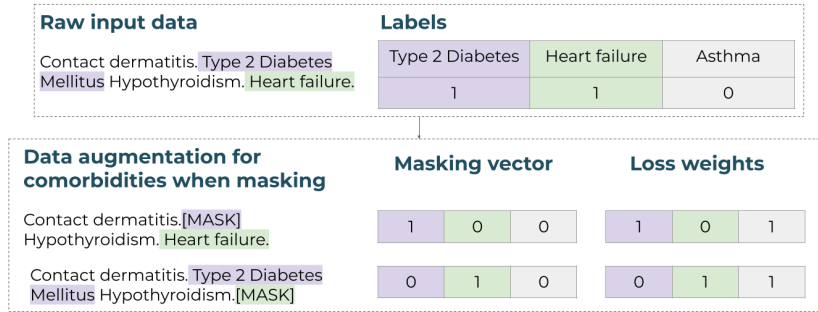 Raw input data
Labels
Contact dermatitis. Type 2 Diabetes
Mellitus Hypothyroidism. Heart failure.
Type 2 Diabetes Heart failure Asthma
1 1 0
Data augmentation for
comorbidities when masking
Masking vector
Loss weights
Contact dermatitis.[MASK]
Hypothyroidism. Heart failure.
1 0 0
1 0 1
Contact dermatitis. Type 2 Diabetes
Mellitus Hypothyroidism.[MASK]
0 1 0
0 1 1